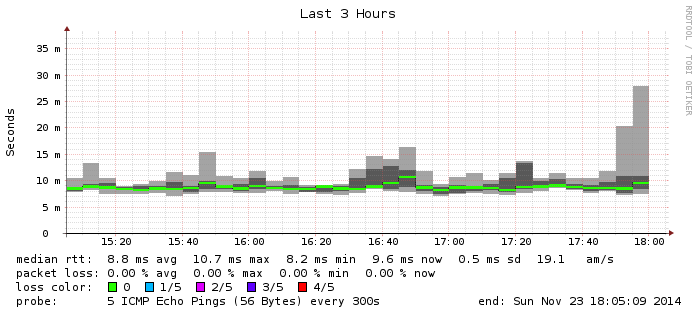 Last 3 Hours
RRDTOOL / TOBI OETIKER
Seconds
35 m
30 m
25 m
20 m
15 m
10 m
5 m
0
15:20 15:40 16:00 16:20 16:40 17:00 17:20 17:40 18:00
median rtt: 8.8 ms avg 10.7 ms max 8.2 ms min 9.6 ms now 0.5 ms sd 19.1 am/s
packet loss: 0.00 % avg 0.00 % max 0.00 % min 0.00 % now
loss color: 0 1/5 2/5 3/5 4/5
probe: 5 ICMP Echo Pings (56 Bytes) every 300s end: Sun Nov 23 18:05:09 2014